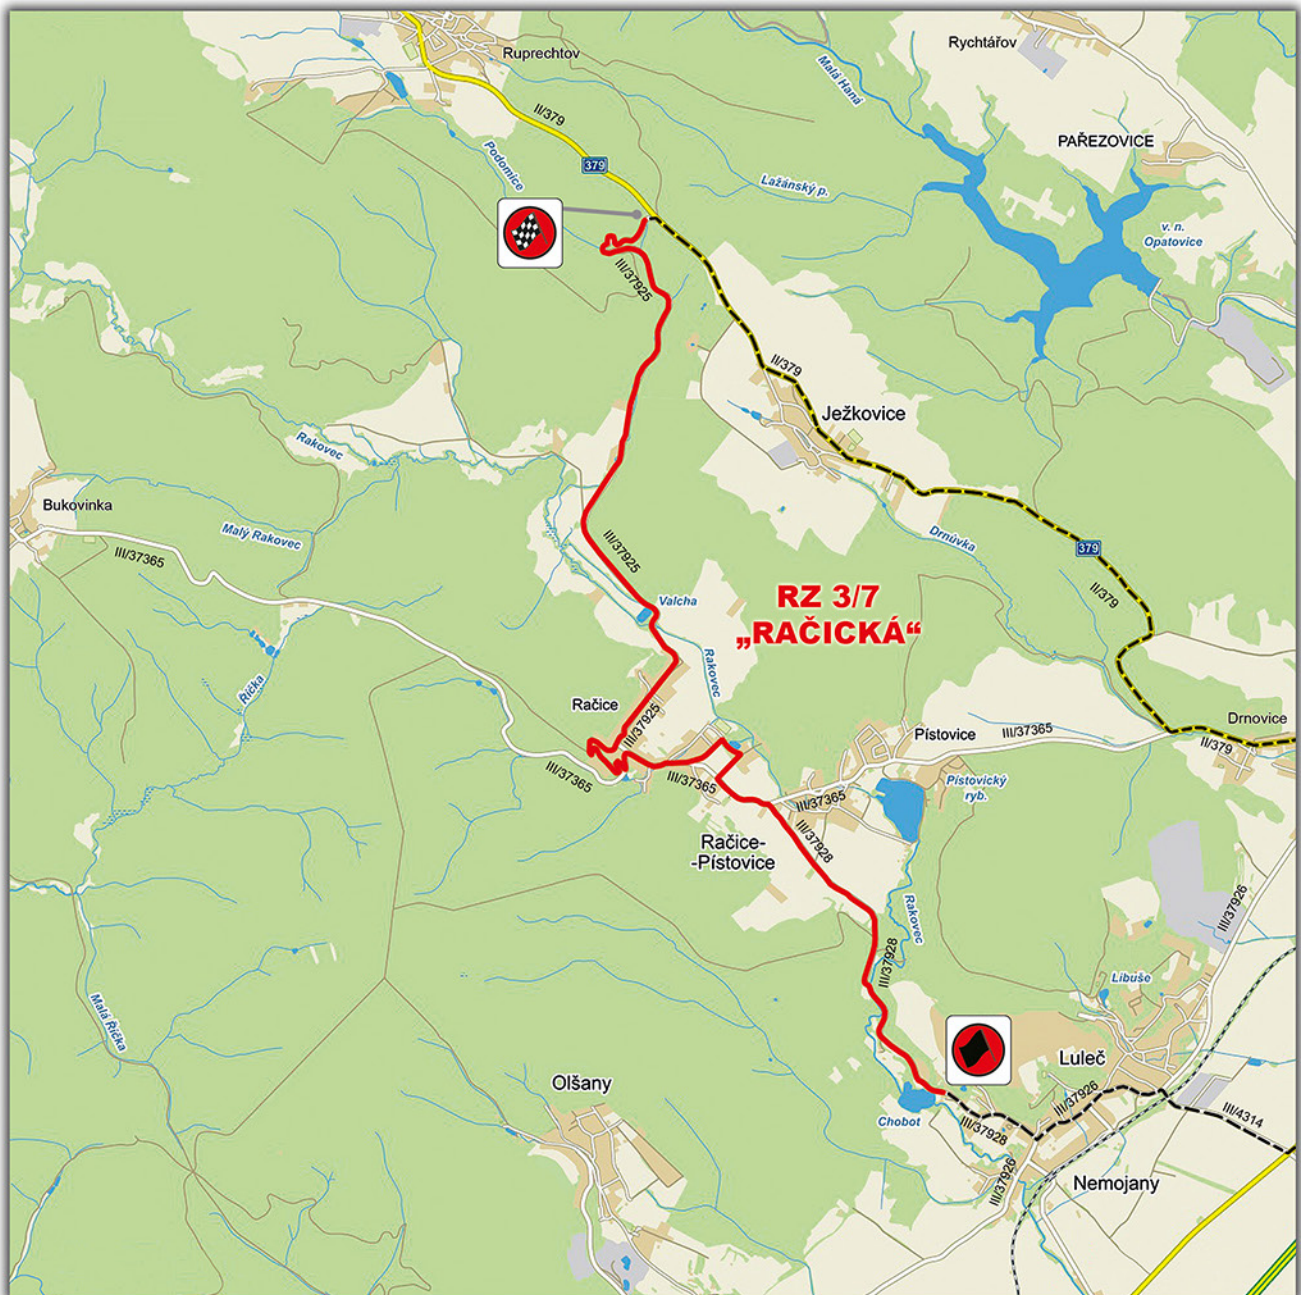 Ruprechtov
Rychtářov
Malá Haná
II/379
PAŘEZOVICE
379
Podomice
Lažánský p.
v. n.
Opatovice
III/37925
II/379
Ježkovice
Rakovec
Bukovinka
Malý Rakovec
Drnůvka
III/37365
III/37925
379
II/379
RZ 3/7
„RAČICKÁ“
Valcha
Rakovec
Říčka
Račice
III/37925
Drnovice
Pístovice
III/37365
II/379
III/37365
III/37365
Pístovický
ryb.
III/37365
III/37928
Račice-
-Pístovice
III/37926
Rakovec
III/37928
Libuše
Malá Říčka
Luleč
Olšany
III/37926
III/4314
Chobot
III/37928
III/37926
Nemojany